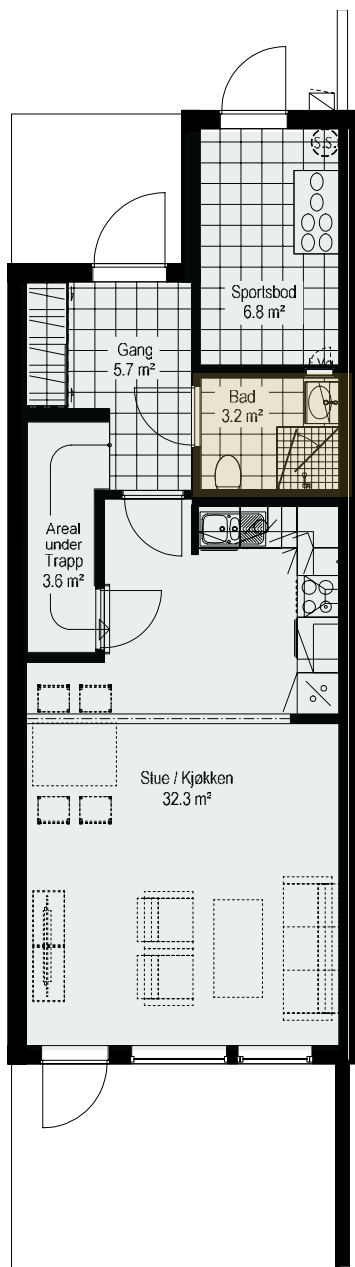 S.S.
Sportsbod
6.8 m²
Gang
5.7 m²
Bad
3.2 m²
Areal
under
Trapp
3.6 m²
Stue / Kjøkken
32.3 m²